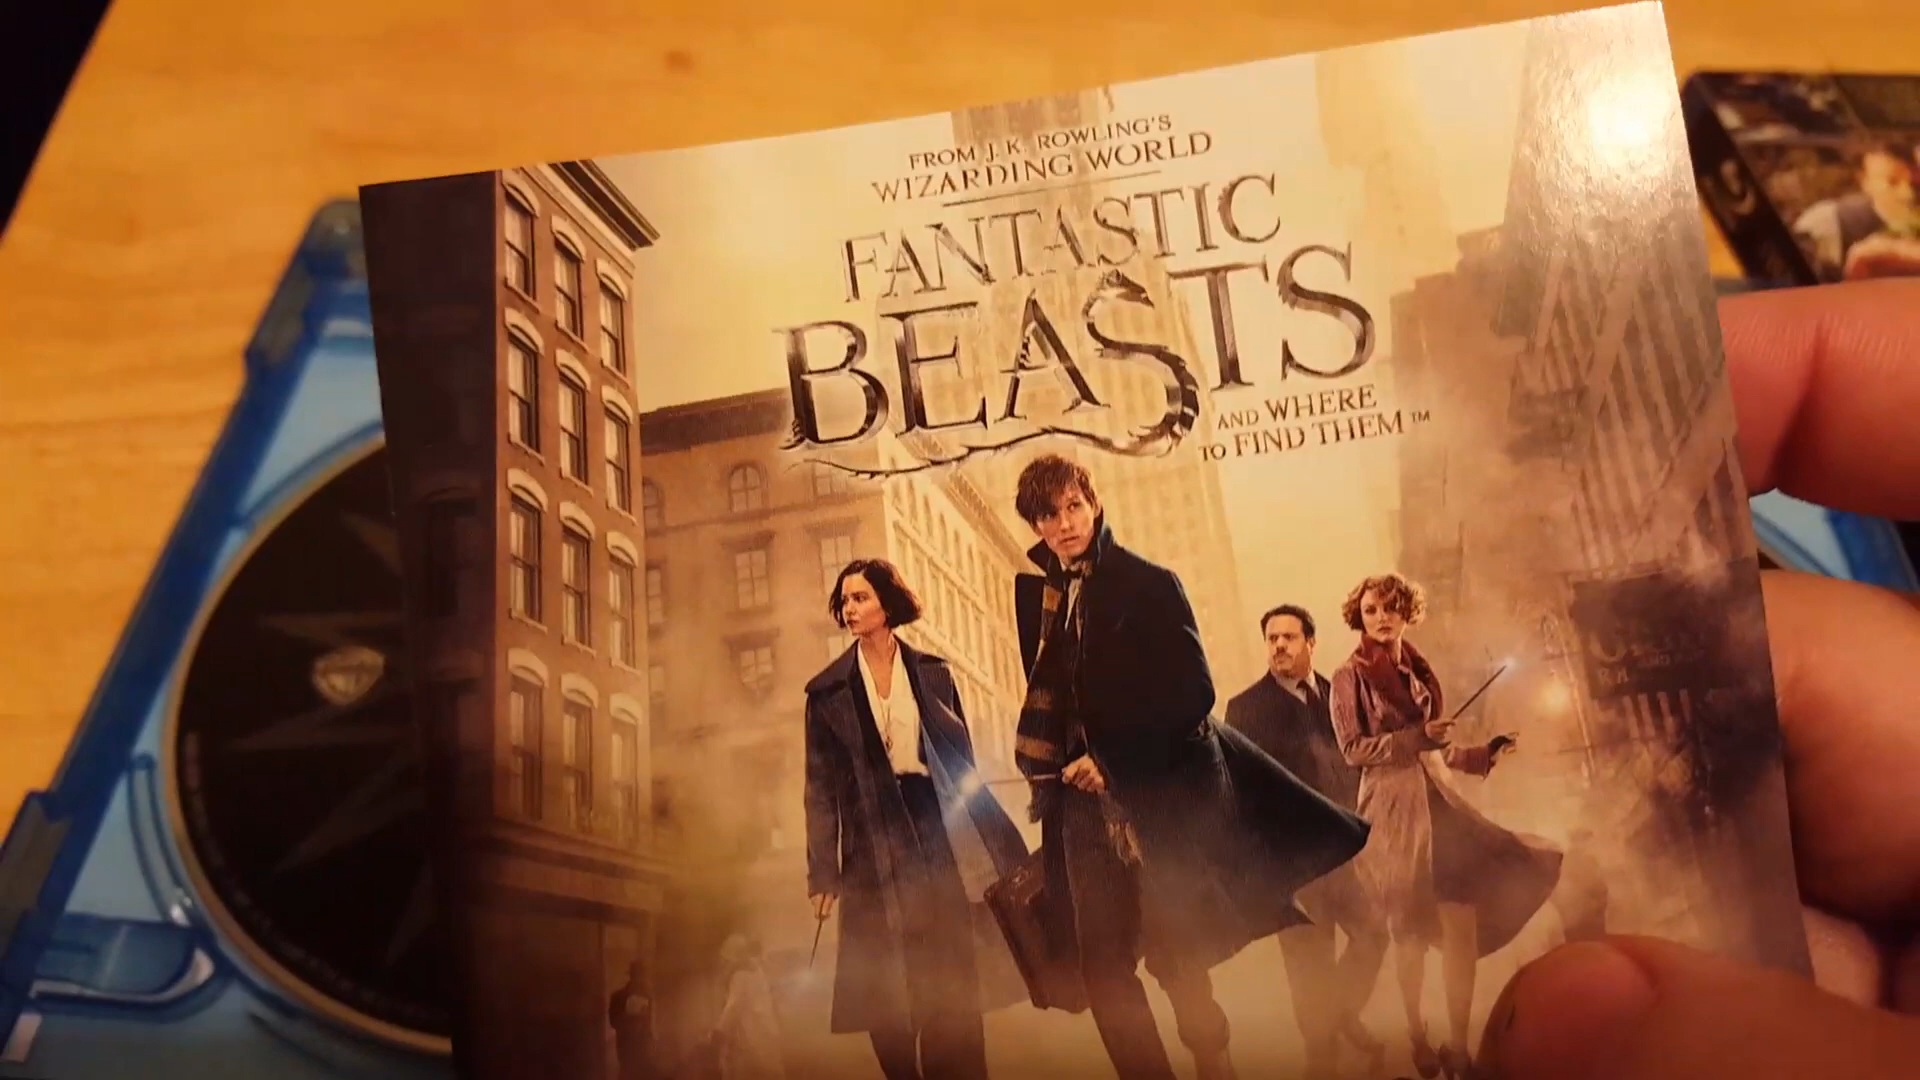 FROM J.K. ROWLING'S
WIZARDING WORLD
FANTASTIC
BEASTS
AND WHERE
TO FIND THEM™